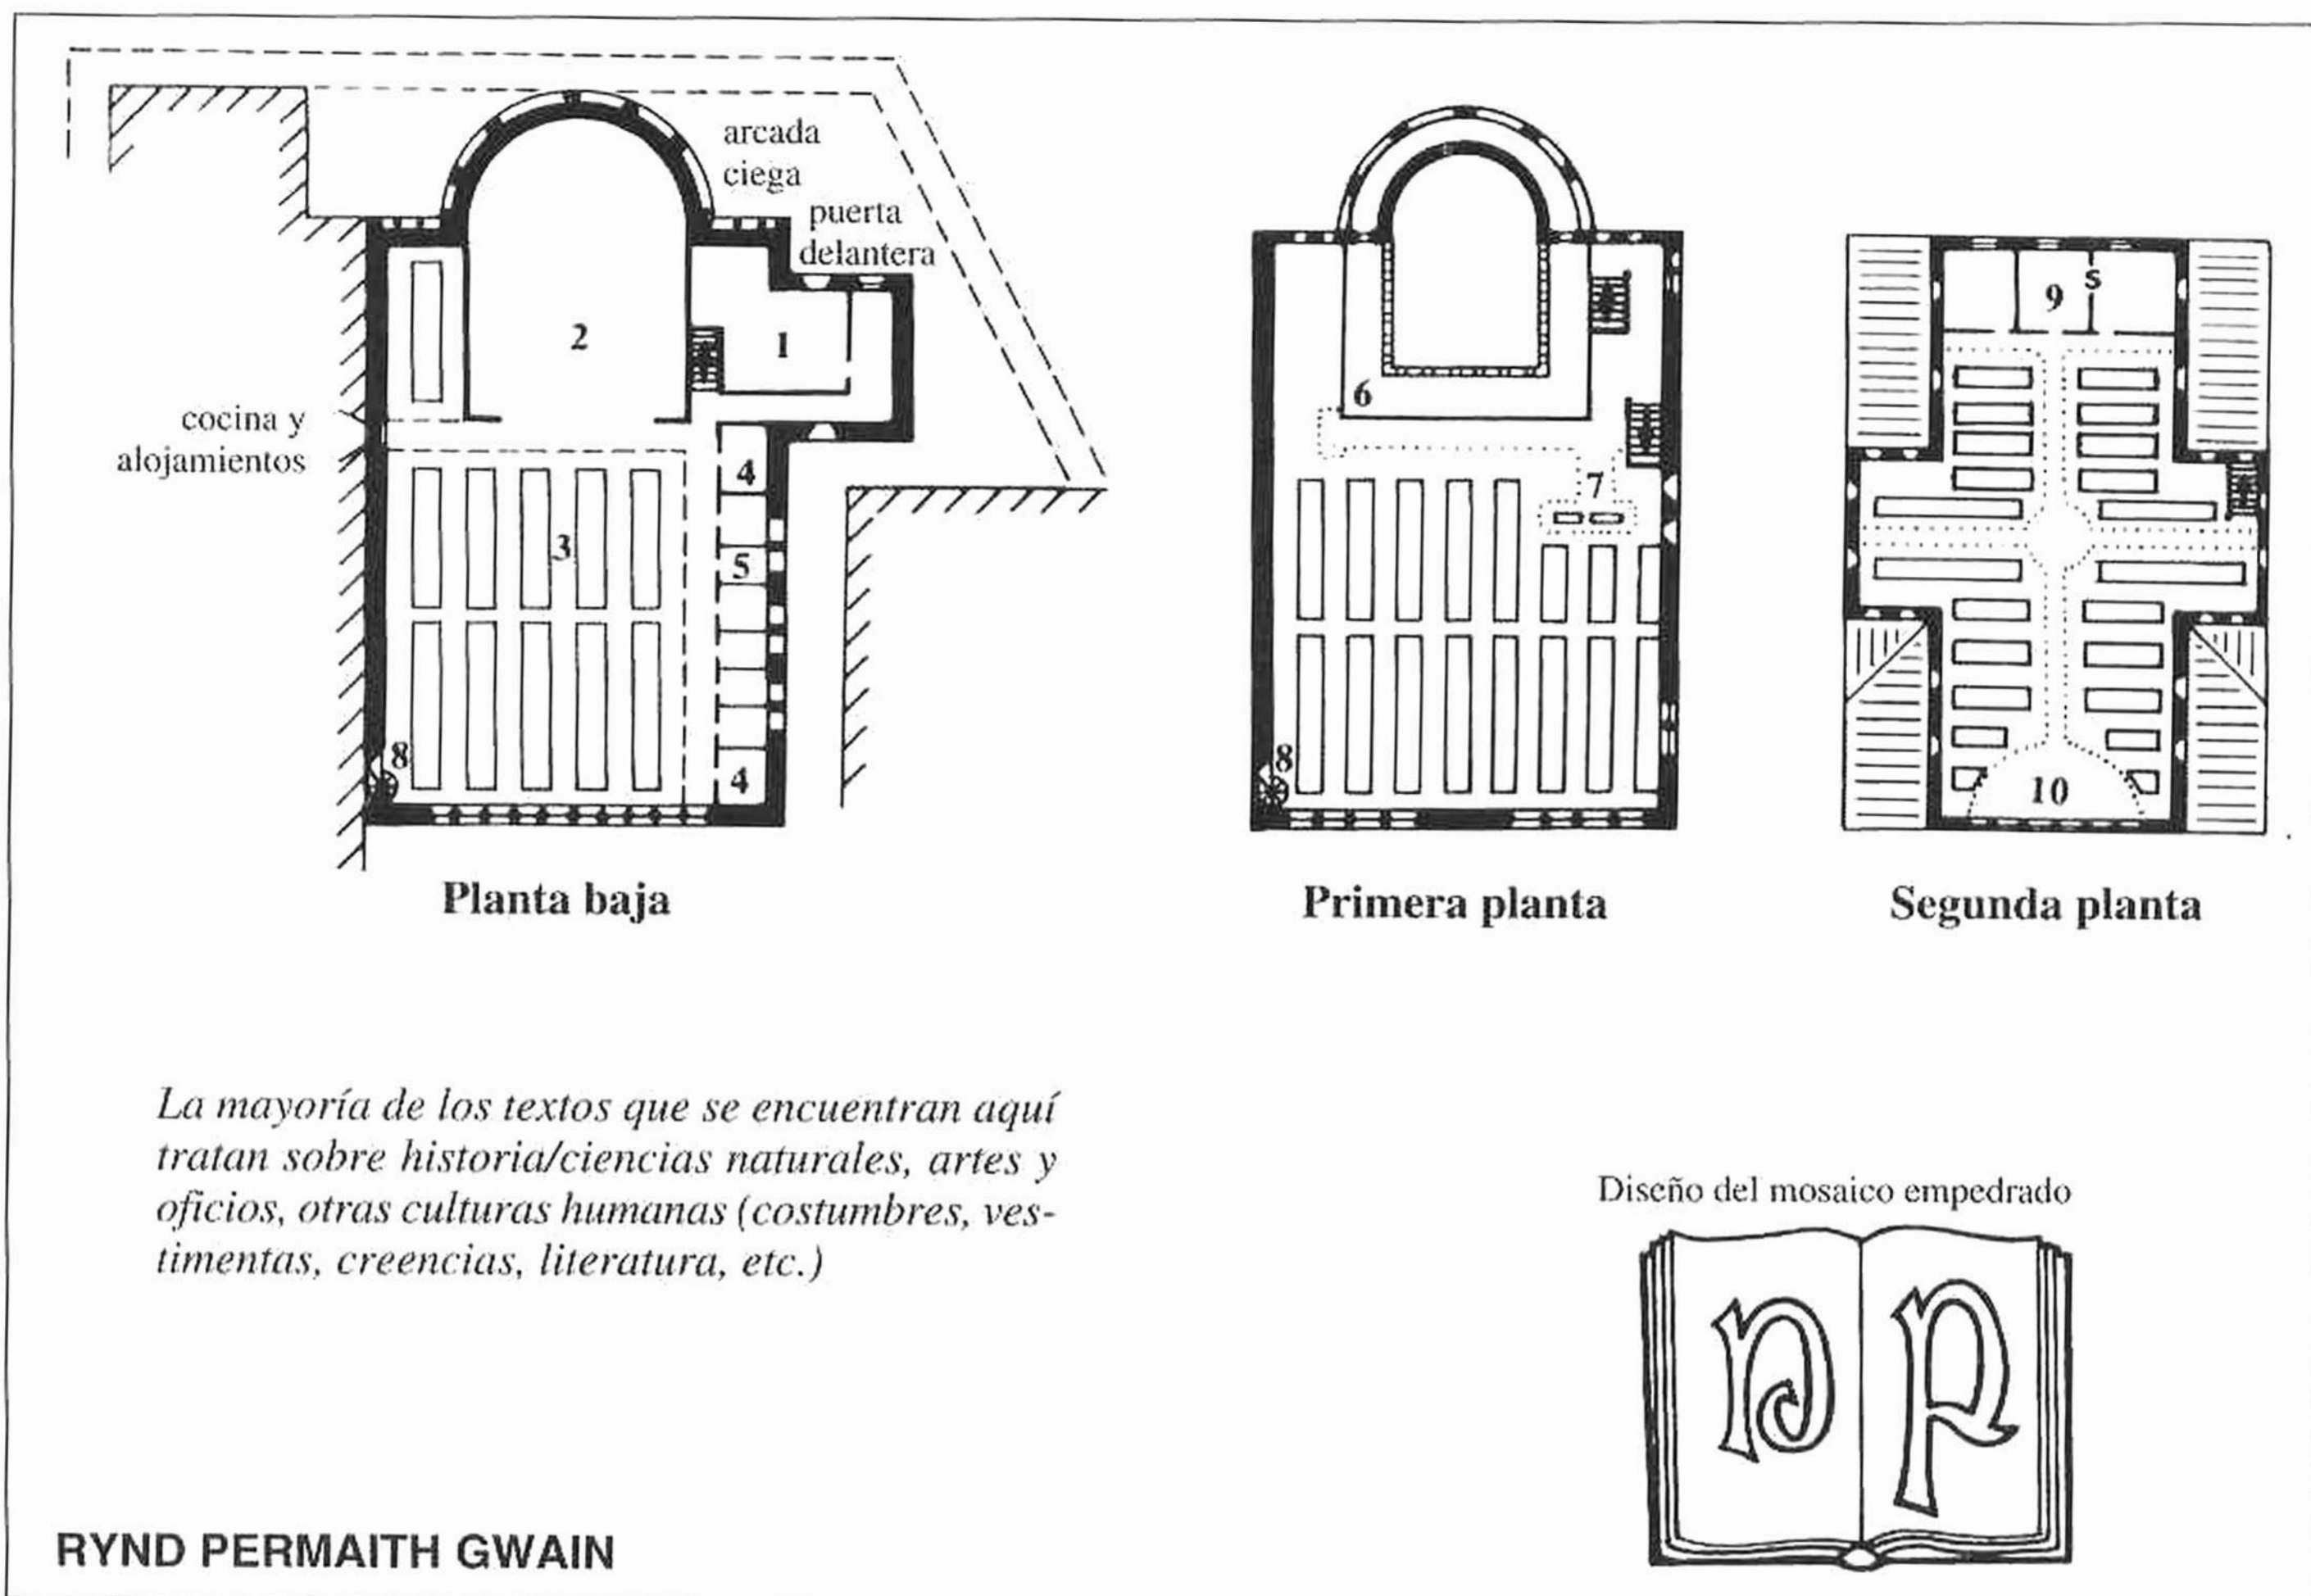 arcada
ciega
puerta
delantera
2
1
cocina y
alojamientos
3
4
5
8
4
Planta baja
6
7
8
Primera planta
9
s
10
Segunda planta
La mayoría de los textos que se encuentran aquí
tratan sobre historia/ciencias naturales, artes y
oficios, otras culturas humanas (costumbres, ves-
timentas, creencias, literatura, etc.)
Diseño del mosaico empedrado
RYND PERMAITH GWAIN